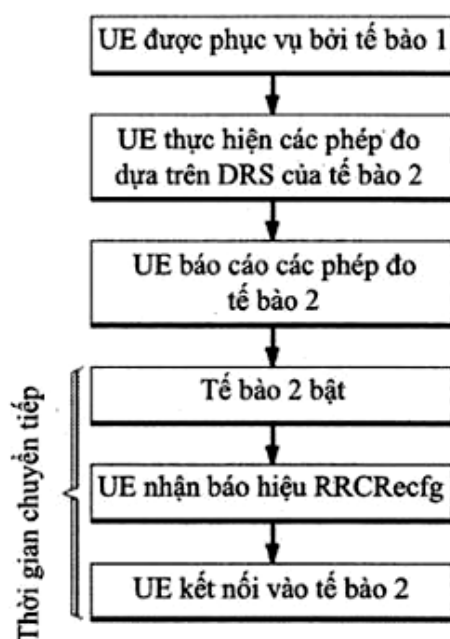 UE được phục vụ bởi tế bào 1
UE thực hiện các phép đo
dựa trên DRS của tế bào 2
UE báo cáo các phép đo
tế bào 2
Tế bào 2 bật
UE nhận báo hiệu RRCRecfg
UE kết nối vào tế bào 2
Thời gian chuyển tiếp